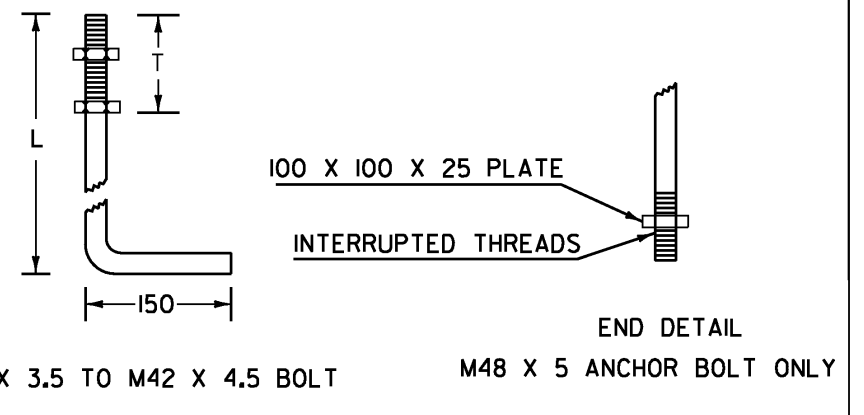 T
L
100 X 100 X 25 PLATE
INTERRUPTED THREADS
150
END DETAIL
X 3.5 TO M42 X 4.5 BOLT
M48 X 5 ANCHOR BOLT ONLY